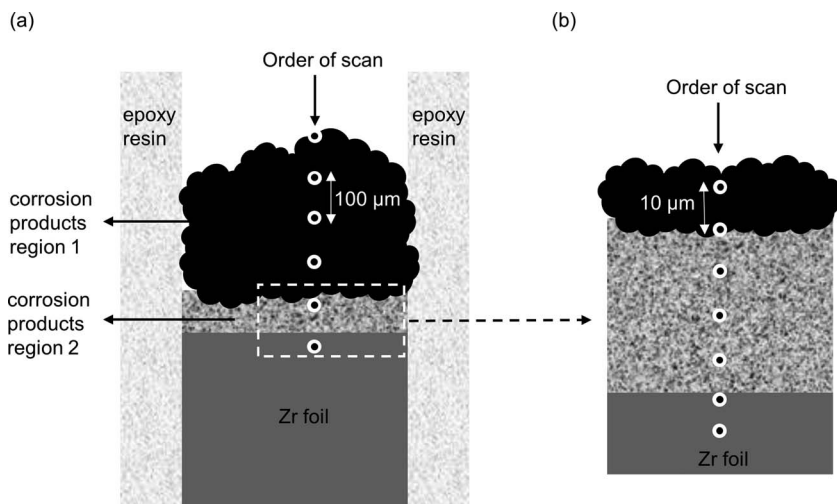 (a)
Order of scan
epoxy
resin
epoxy
resin
100 µm
corrosion
products
region 1
corrosion
products
region 2
Zr foil
(b)
Order of scan
10 µm
Zr foil